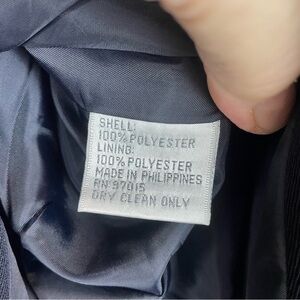 SHELL:
100% POLYESTER
LINING:
100% POLYESTER
MADE IN PHILIPPINES
RN 97015
DRY CLEAN ONLY